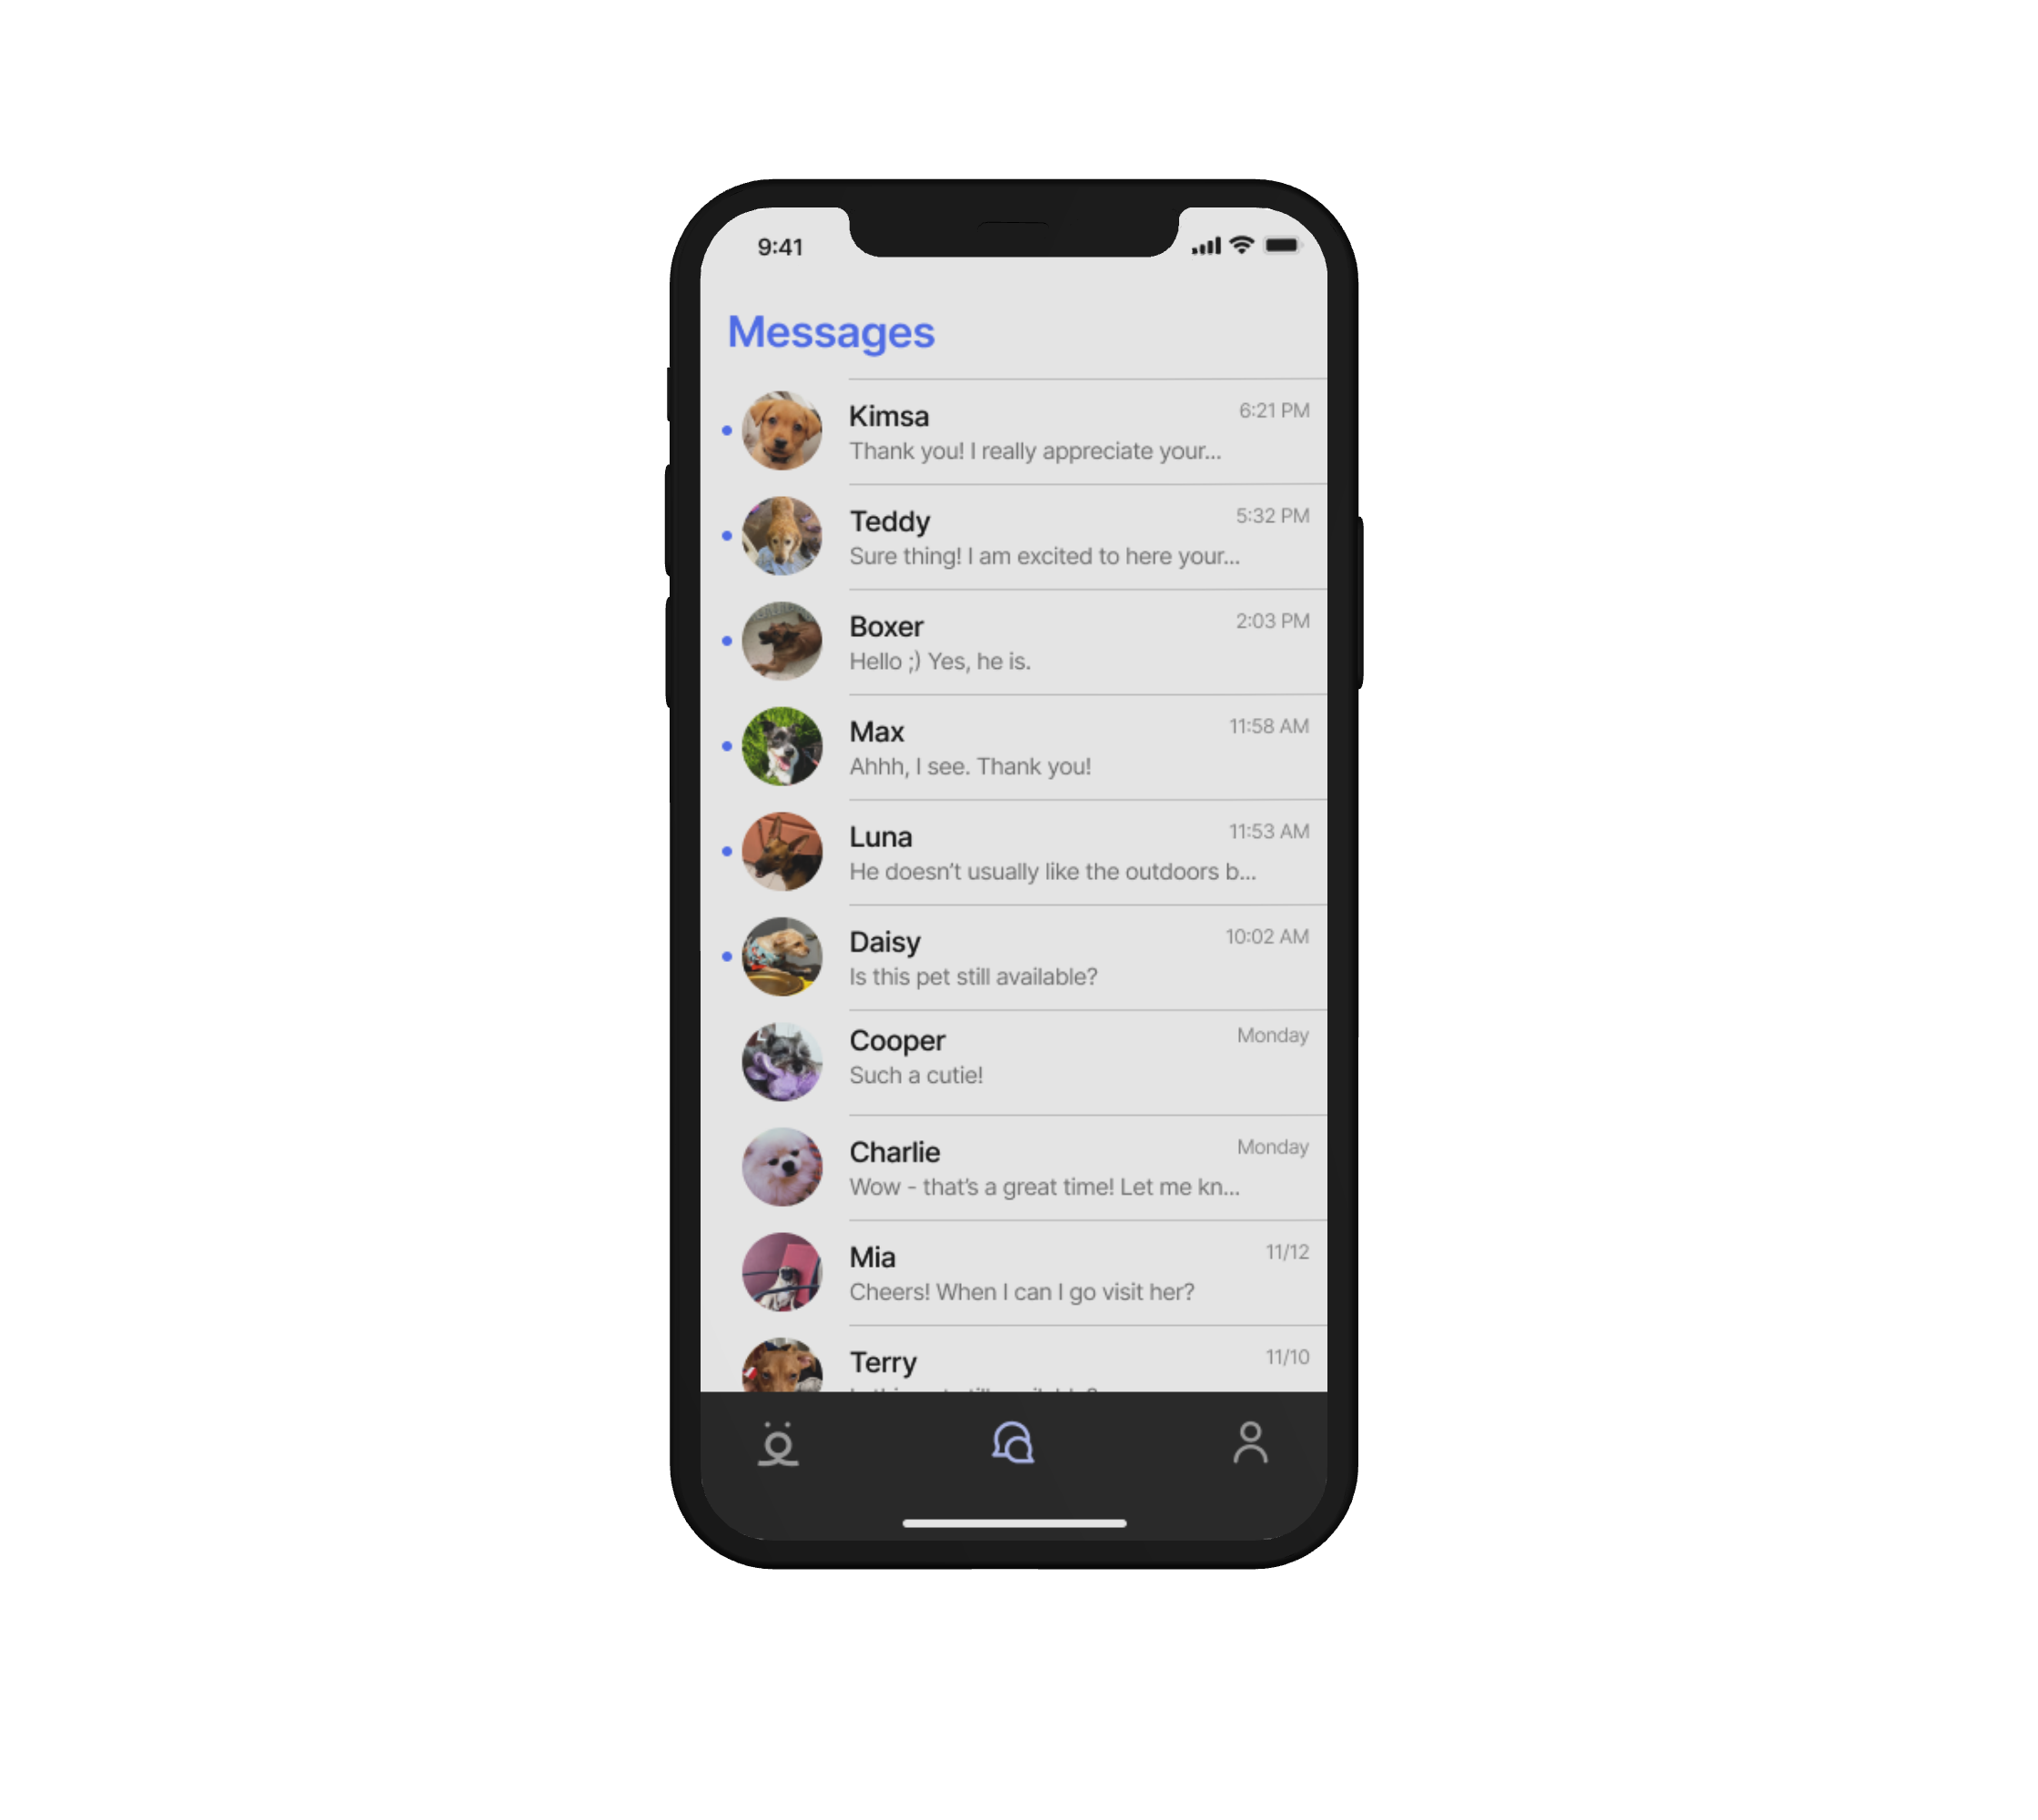 9:41
Messages
Kimsa
6:21 PM
Thank you! I really appreciate your...
Teddy
5:32 PM
Sure thing! I am excited to here your...
Boxer
2:03 PM
Hello ;) Yes, he is.
Max
11:58 AM
Ahhh, I see. Thank you!
Luna
11:53 AM
He doesn’t usually like the outdoors b...
Daisy
10:02 AM
Is this pet still available?
Cooper
Monday
Such a cutie!
Charlie
Monday
Wow - that’s a great time! Let me kn...
Mia
11/12
Cheers! When I can I go visit her?
Terry
11/10